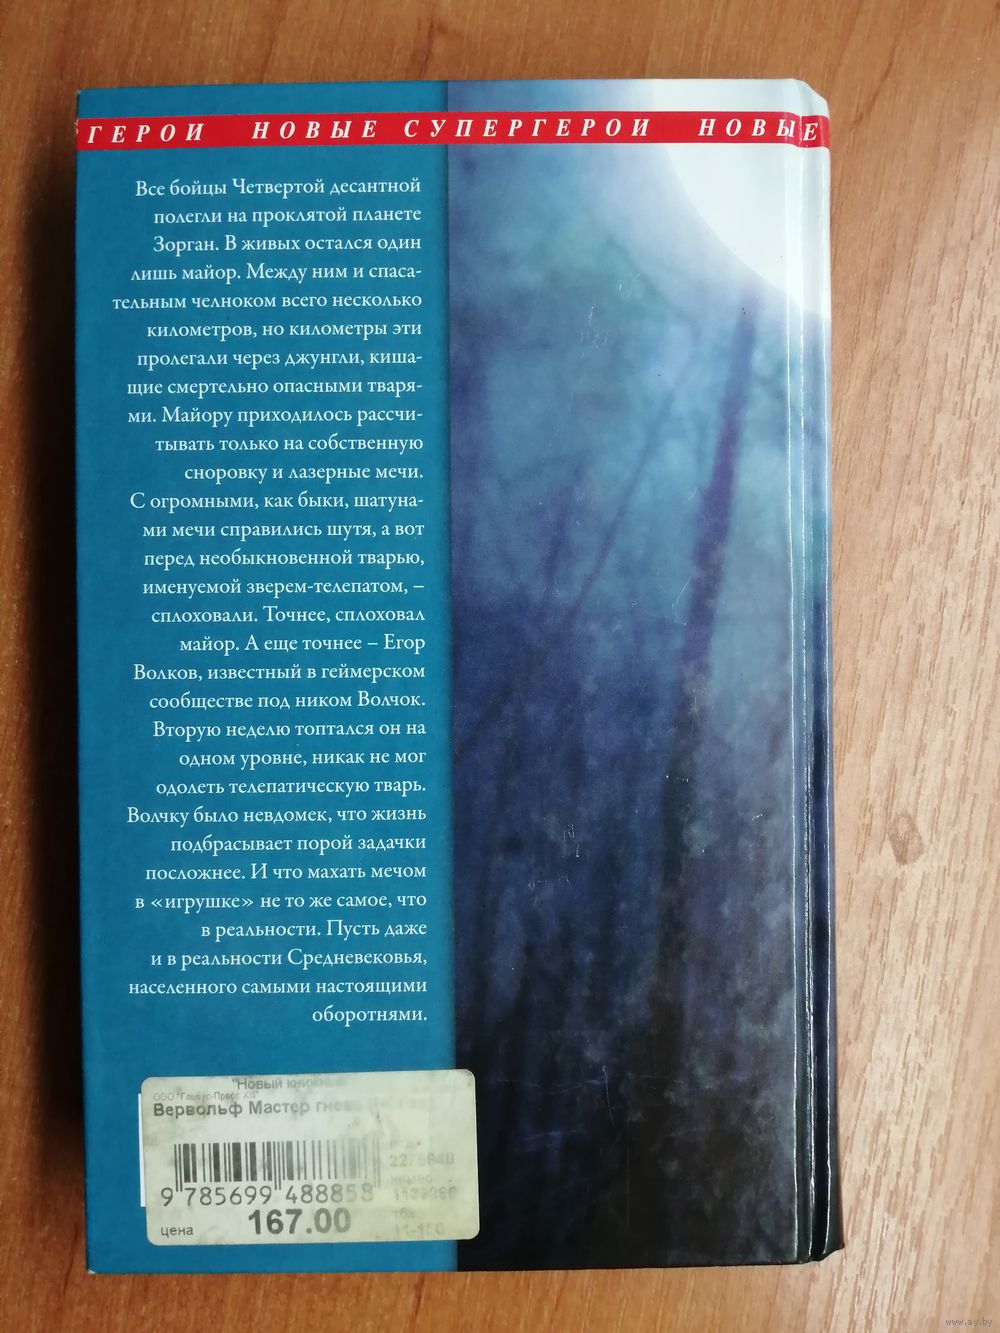 ГЕРОИ НОВЫЕ СУПЕРГЕРОИ НОВЫЕ
Все бойцы Четвертой десантной
полегли на проклятой планете
Зорган. В живых остался один
лишь майор. Между ним и спаса-
тельным челноком всего несколько
километров, но километры эти
пролегали через джунгли, киша-
щие смертельно опасными тваря-
ми. Майору приходилось рассчи-
тывать только на собственную
сноровку и лазерные мечи.
С огромными, как быки, шатуна-
ми мечи справились шутя, а вот
перед необыкновенной тварью,
именуемой зверем-телепатом, –
сплоховали. Точнее, сплоховал
майор. А еще точнее – Егор
Волков, известный в геймерском
сообществе под ником Волчок.
Вторую неделю топтался он на
одном уровне, никак не мог
одолеть телепатическую тварь.
Волчку было невдомек, что жизнь
подбрасывает порой задачки
посложнее. И что махать мечом
в «игрушке» не то же самое, что
в реальности. Пусть даже
и в реальности Средневековья,
населенного самыми настоящими
оборотнями.
"Новый
ООО
Вервольф Мастер
9 785699 488858
цена 167.00
www.ay.by